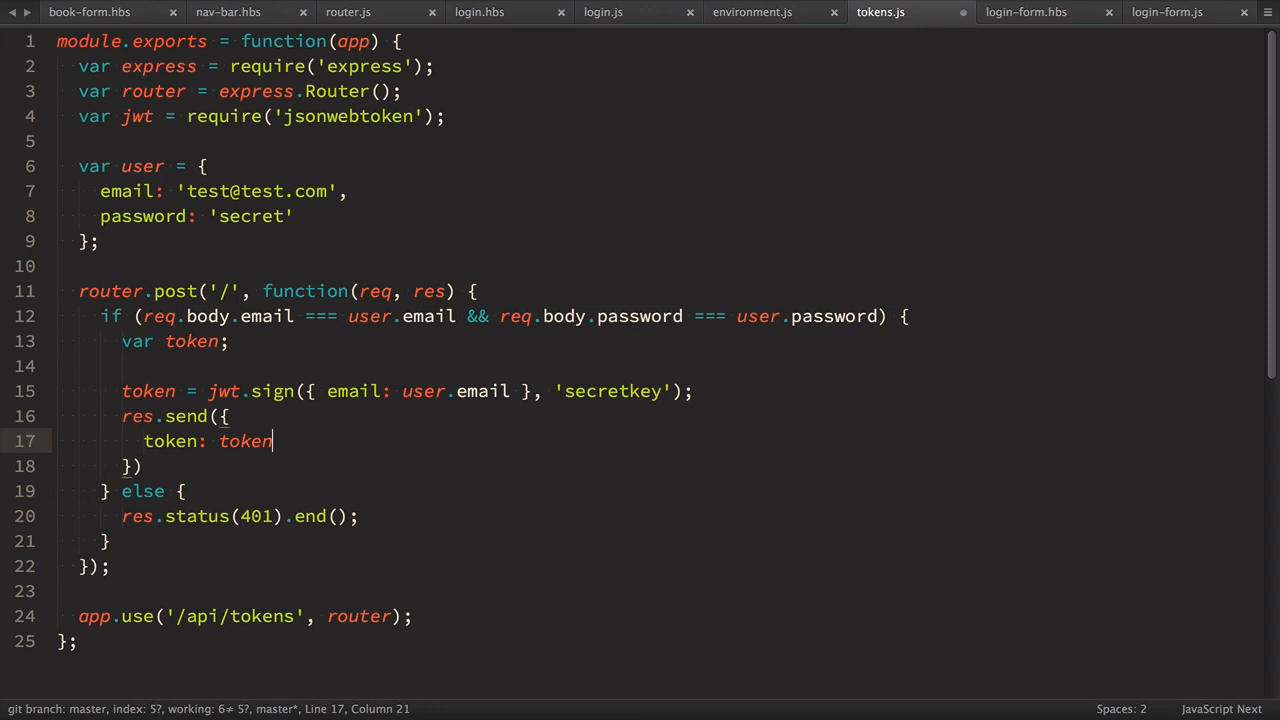 book-form.hbs × nav-bar.hbs × router.js × login.hbs × login.js × environment.js × tokens.js login-form.hbs × login-form.js ×
1 module.exports = function(app) {
2   var express = require('express');
3   var router = express.Router();
4   var jwt = require('jsonwebtoken');
5
6   var user = {
7     email: 'test@test.com',
8     password: 'secret'
9   };
10
11   router.post('/', function(req, res) {
12     if (req.body.email === user.email && req.body.password === user.password) {
13       var token;
14
15       token = jwt.sign({ email: user.email }, 'secretkey');
16       res.send({
17         token: token
18       })
19     } else {
20       res.status(401).end();
21     }
22   });
23
24   app.use('/api/tokens', router);
25 };
git branch: master, index: 5?, working: 6≠ 5?, master*, Line 17, Column 21 Spaces: 2 JavaScript Next